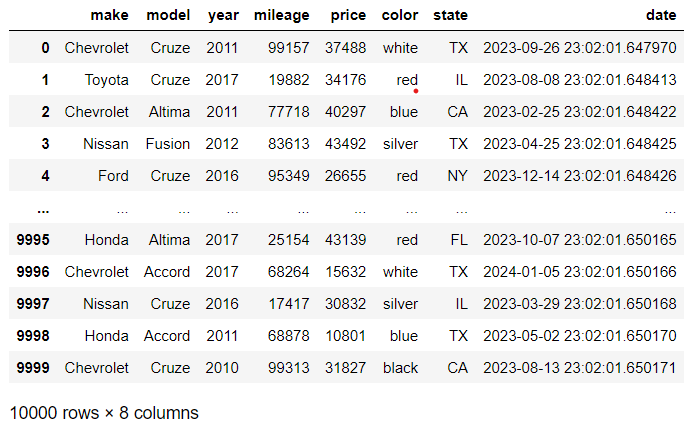 make model year mileage price color state date
0 Chevrolet Cruze 2011 99157 37488 white TX 2023-09-26 23:02:01.647970
1 Toyota Cruze 2017 19882 34176 red IL 2023-08-08 23:02:01.648413
2 Chevrolet Altima 2011 77718 40297 blue CA 2023-02-25 23:02:01.648422
3 Nissan Fusion 2012 83613 43492 silver TX 2023-04-25 23:02:01.648425
4 Ford Cruze 2016 95349 26655 red NY 2023-12-14 23:02:01.648426
... ... ... ... ... ... ... ... ...
9995 Honda Altima 2017 25154 43139 red FL 2023-10-07 23:02:01.650165
9996 Chevrolet Accord 2017 68264 15632 white TX 2024-01-05 23:02:01.650166
9997 Nissan Cruze 2016 17417 30832 silver IL 2023-03-29 23:02:01.650168
9998 Honda Accord 2011 68878 10801 blue TX 2023-05-02 23:02:01.650170
9999 Chevrolet Cruze 2010 99313 31827 black CA 2023-08-13 23:02:01.650171
10000 rows × 8 columns